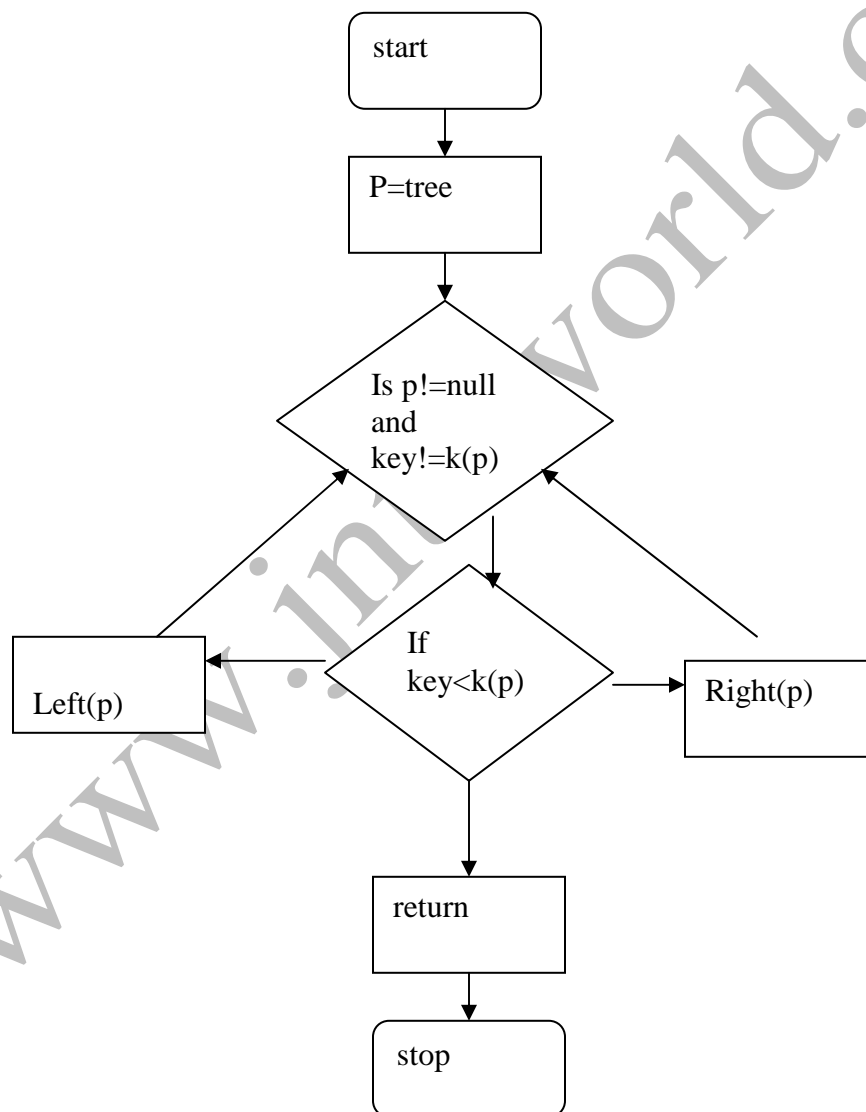 start
P=tree
Is p!=null
and
key!=k(p)
If
key<k(p)
Left(p)
Right(p)
return
stop